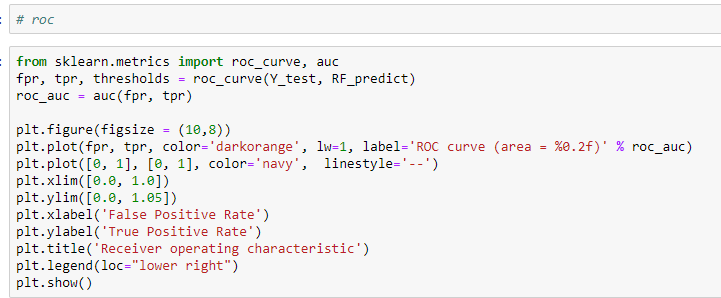 # roc
from sklearn.metrics import roc_curve, auc
fpr, tpr, thresholds = roc_curve(Y_test, RF_predict)
roc_auc = auc(fpr, tpr)
plt.figure(figsize = (10,8))
plt.plot(fpr, tpr, color='darkorange', lw=1, label='ROC curve (area = %0.2f)' % roc_auc)
plt.plot([0, 1], [0, 1], color='navy',  linestyle='--')
plt.xlim([0.0, 1.0])
plt.ylim([0.0, 1.05])
plt.xlabel('False Positive Rate')
plt.ylabel('True Positive Rate')
plt.title('Receiver operating characteristic')
plt.legend(loc="lower right")
plt.show()